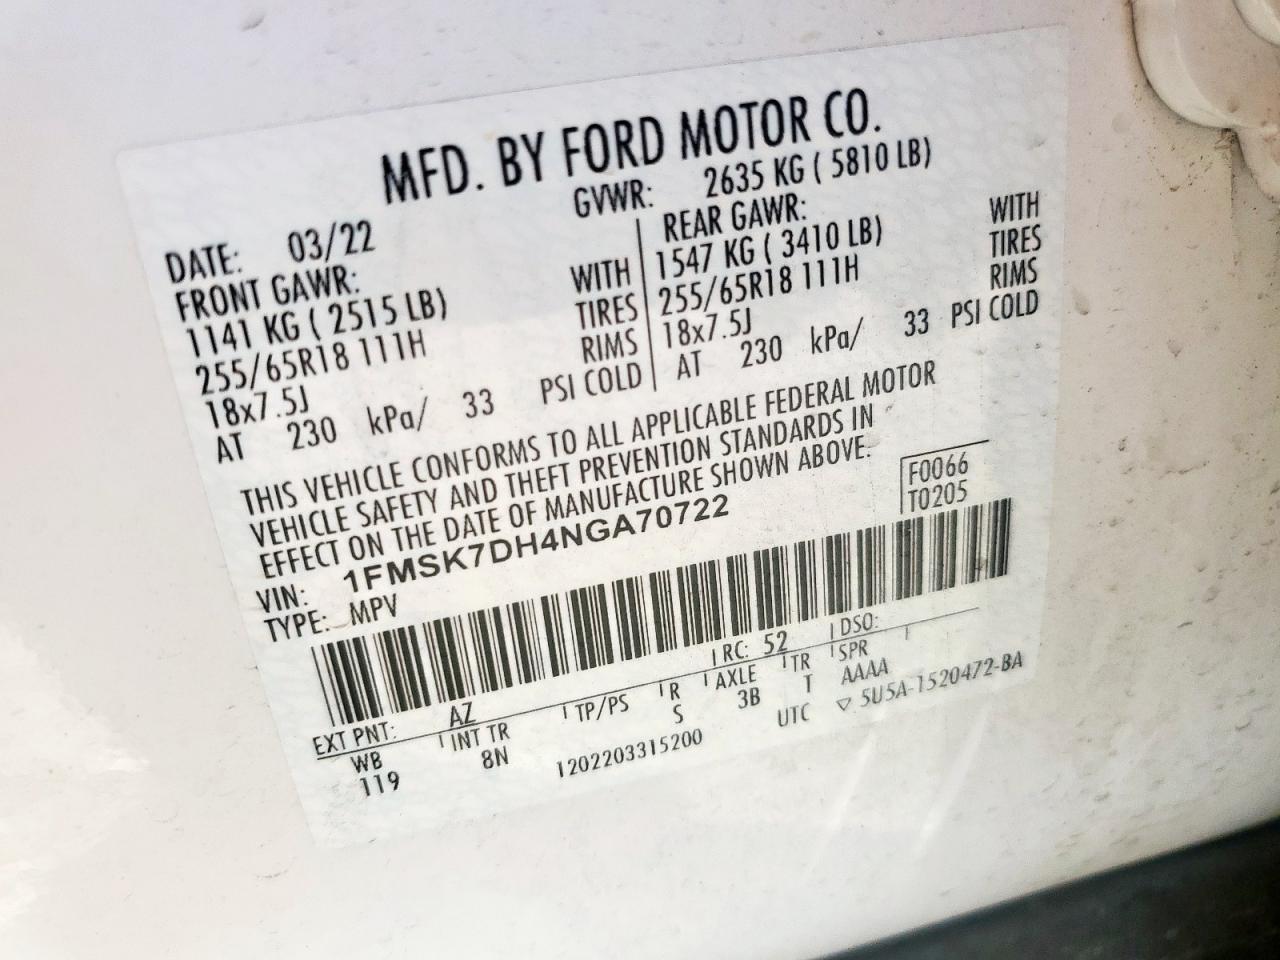 MFD. BY FORD MOTOR CO.
DATE: 03/22 GVWR: 2635 KG ( 5810 LB)
FRONT GAWR: REAR GAWR:
1141 KG ( 2515 LB) WITH 1547 KG ( 3410 LB) WITH
255/65R18 111H TIRES 255/65R18 111H TIRES
18x7.5J RIMS 18x7.5J RIMS
AT 230 kPa/ 33 PSI COLD AT 230 kPa/ 33 PSI COLD
THIS VEHICLE CONFORMS TO ALL APPLICABLE FEDERAL MOTOR
VEHICLE SAFETY AND THEFT PREVENTION STANDARDS IN
EFFECT ON THE DATE OF MANUFACTURE SHOWN ABOVE.
F0066
T0205
VIN: 1FMSK7DH4NGA70722
TYPE: MPV
EXT PNT: AZ RC: 52 DSO:
WB INT TR TP/PS R AXLE TR SPR
119 8N S 3B T AAAA
1202203315200 UTC ▽ 5U5A-1520472-BA